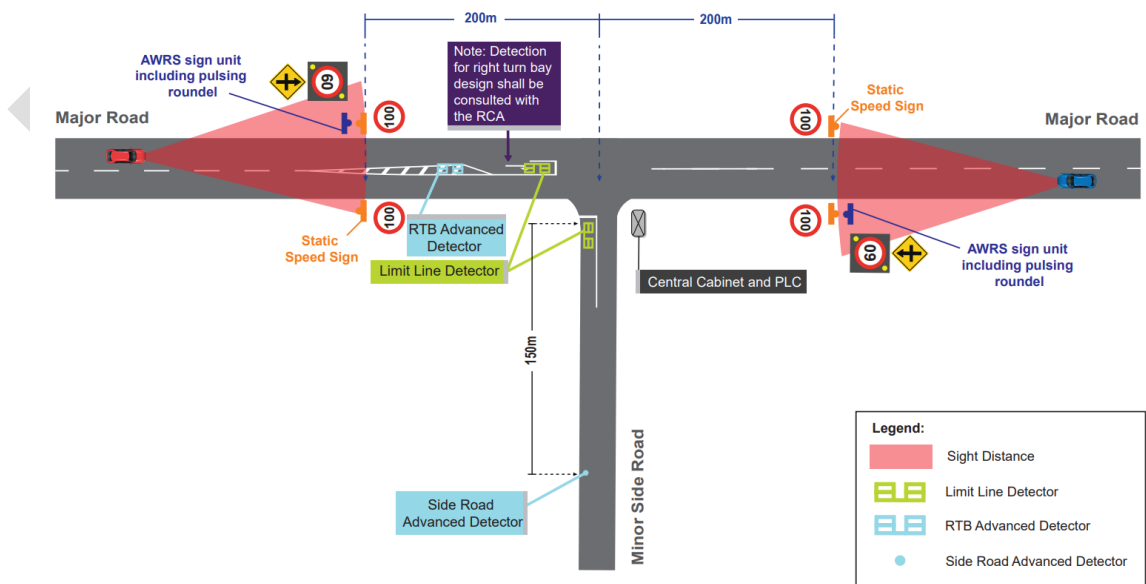 200m
200m
AWRS sign unit
including pulsing
roundel
60
100
Note: Detection
for right turn bay
design shall be
consulted with
the RCA
Static
Speed Sign
100
Major Road
Major Road
100
Static
Speed Sign
RTB Advanced
Detector
Limit Line Detector
100
60
AWRS sign unit
including pulsing
roundel
Central Cabinet and PLC
150m
Side Road
Advanced Detector
Minor Side Road
Legend:
Sight Distance
Limit Line Detector
RTB Advanced Detector
Side Road Advanced Detector